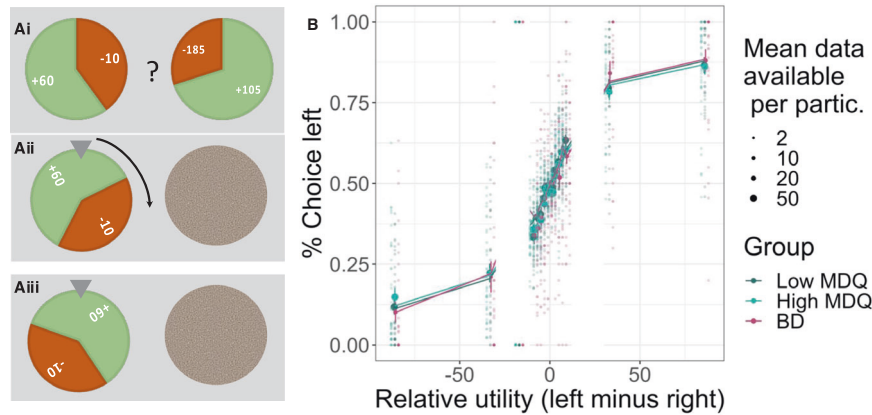 Ai
+60
-10
?
-185
+105
Aii
+60
-10
Aiii
+60
-10
B
1.00
0.75
0.50
0.25
0.00
% Choice left
-50
0
50
Relative utility (left minus right)
Mean data
available
per partic.
2
10
20
50
Group
Low MDQ
High MDQ
BD